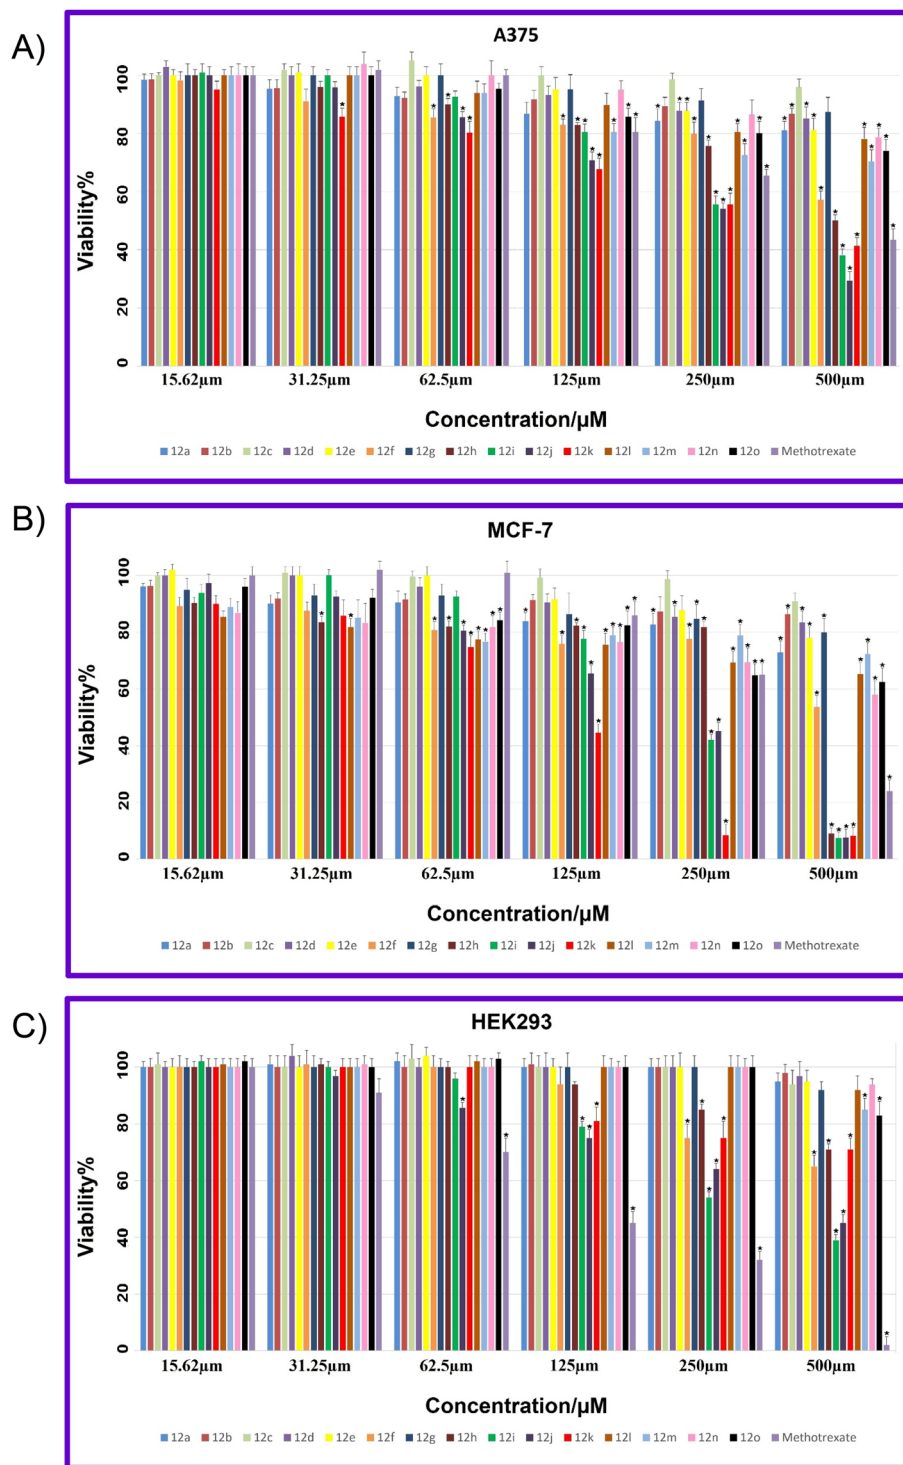 A)
A375
Viability%
100
80
60
40
20
0
15.62µm 31.25µm 62.5µm 125µm 250µm 500µm
Concentration/µM
12a 12b 12c 12d 12e 12f 12g 12h 12i 12j 12k 12l 12m 12n 12o Methotrexate
B)
MCF-7
Viability%
100
80
60
40
20
0
15.62µm 31.25µm 62.5µm 125µm 250µm 500µm
Concentration/µM
12a 12b 12c 12d 12e 12f 12g 12h 12i 12j 12k 12l 12m 12n 12o Methotrexate
C)
HEK293
Viability%
100
80
60
40
20
0
15.62µm 31.25µm 62.5µm 125µm 250µm 500µm
Concentration/µM
12a 12b 12c 12d 12e 12f 12g 12h 12i 12j 12k 12l 12m 12n 12o Methotrexate